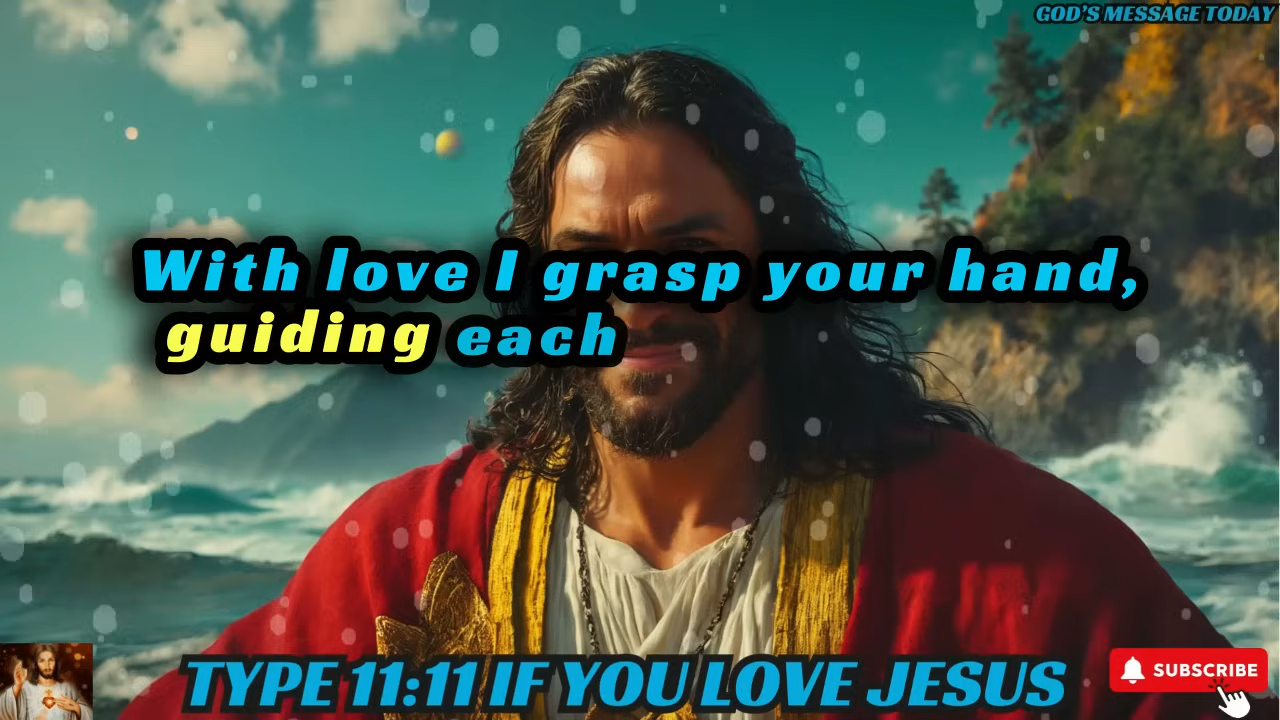 GOD'S MESSAGE TODAY
With love I grasp your hand,
guiding each
TYPE 11:11 IF YOU LOVE JESUS
SUBSCRIBE